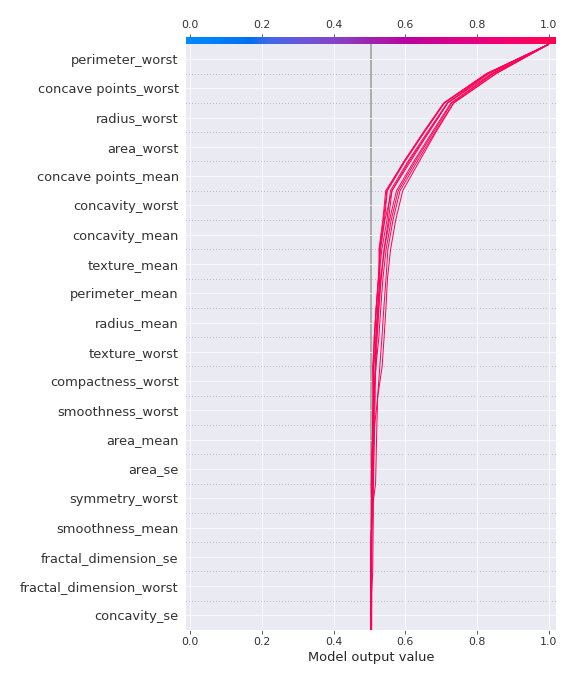 0.0 0.2 0.4 0.6 0.8 1.0
perimeter_worst
concave points_worst
radius_worst
area_worst
concave points_mean
concavity_worst
concavity_mean
texture_mean
perimeter_mean
radius_mean
texture_worst
compactness_worst
smoothness_worst
area_mean
area_se
symmetry_worst
smoothness_mean
fractal_dimension_se
fractal_dimension_worst
concavity_se
0.0 0.2 0.4 0.6 0.8 1.0
Model output value